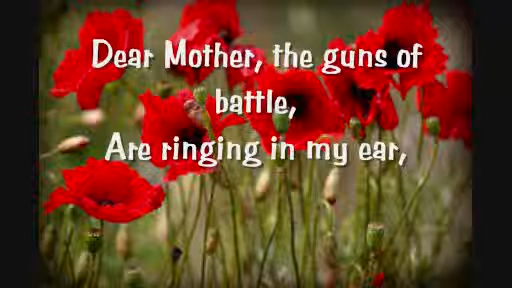 Dear Mother, the guns of
battle,
Are ringing in my ear,